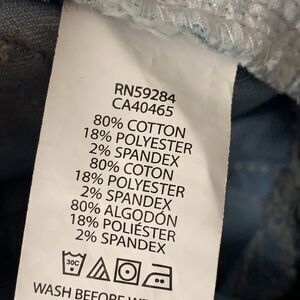 RN59284
CA40465
80% COTTON
18% POLYESTER
2% SPANDEX
80% COTON
18% POLYESTER
2% SPANDEX
80% ALGODÓN
18% POLIÉSTER
2% SPANDEX
30C
WASH BEFORE